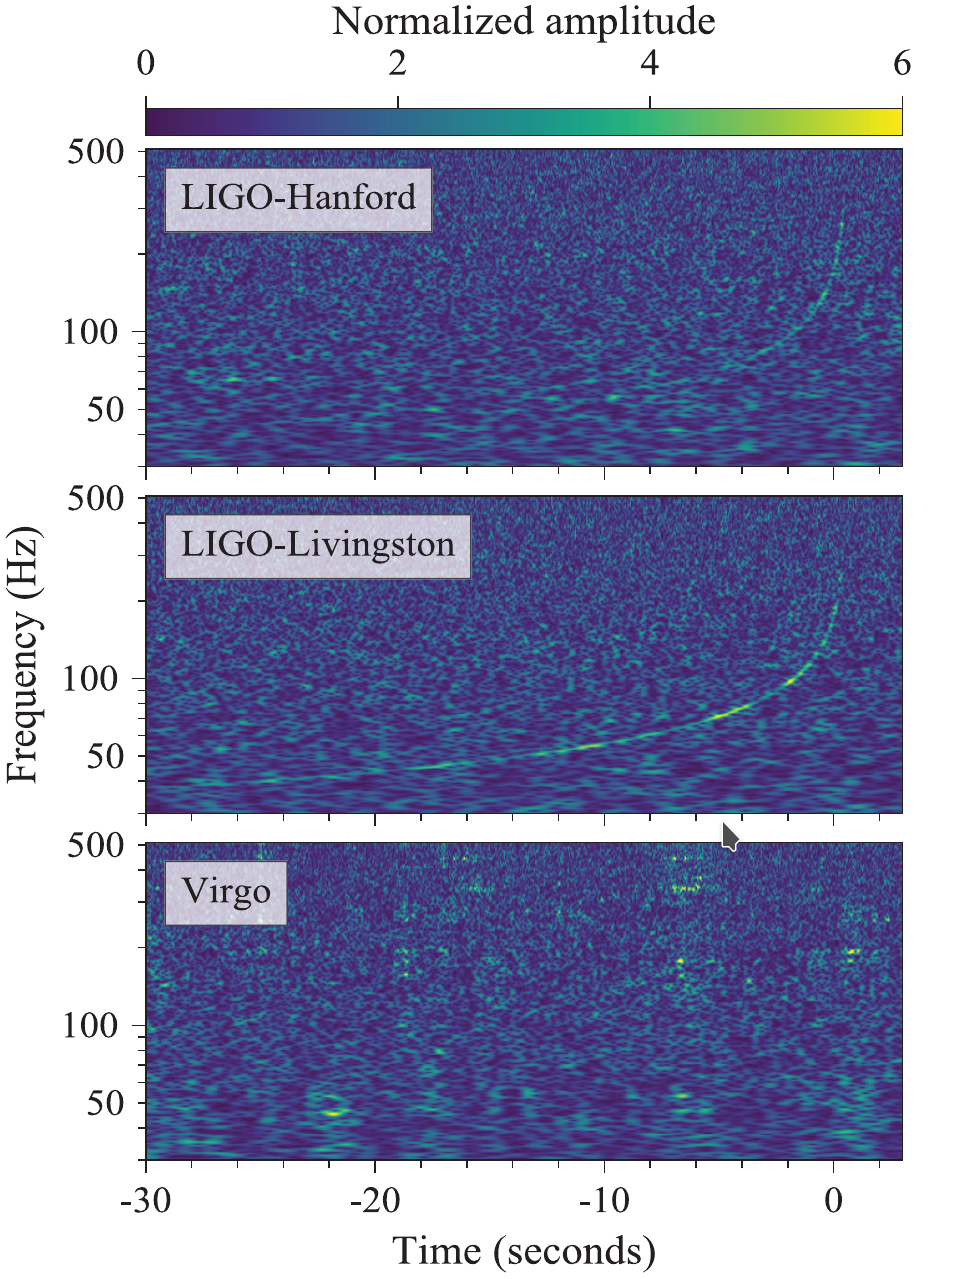 Normalized amplitude
0 2 4 6
500
LIGO-Hanford
100
50
500
LIGO-Livingston
100
50
Frequency (Hz)
500
Virgo
100
50
-30 -20 -10 0
Time (seconds)